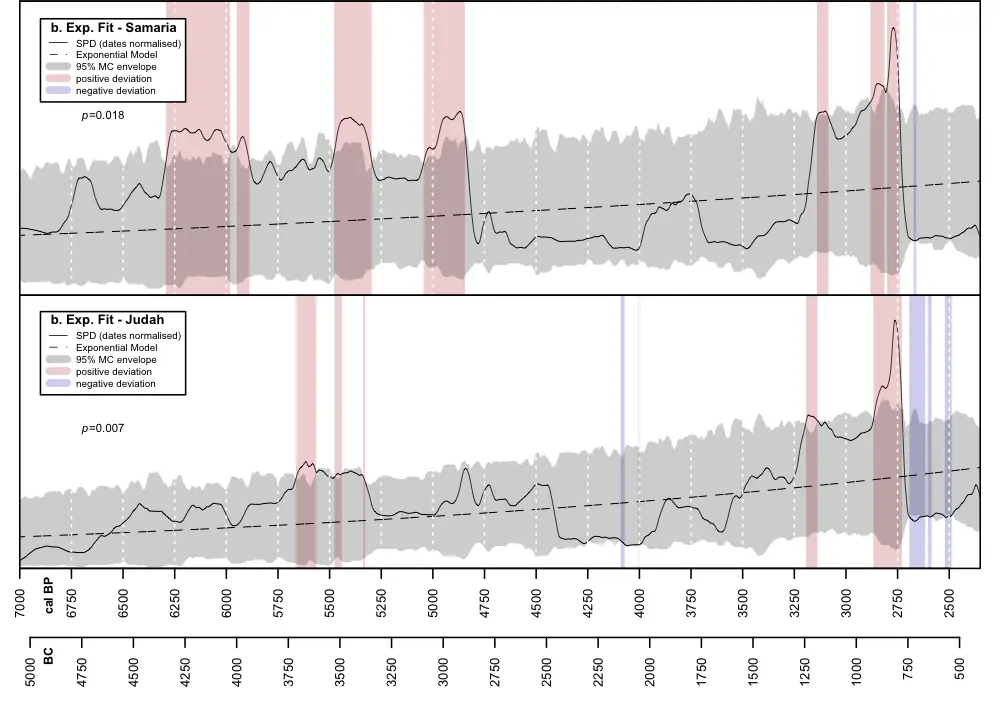 b. Exp. Fit - Samaria
SPD (dates normalised)
Exponential Model
95% MC envelope
positive deviation
negative deviation
p=0.018
b. Exp. Fit - Judah
SPD (dates normalised)
Exponential Model
95% MC envelope
positive deviation
negative deviation
p=0.007
7000 cal BP 6750 6500 6250 6000 5750 5500 5250 5000 4750 4500 4250 4000 3750 3500 3250 3000 2750 2500
5000 BC 4750 4500 4250 4000 3750 3500 3250 3000 2750 2500 2250 2000 1750 1500 1250 1000 750 500